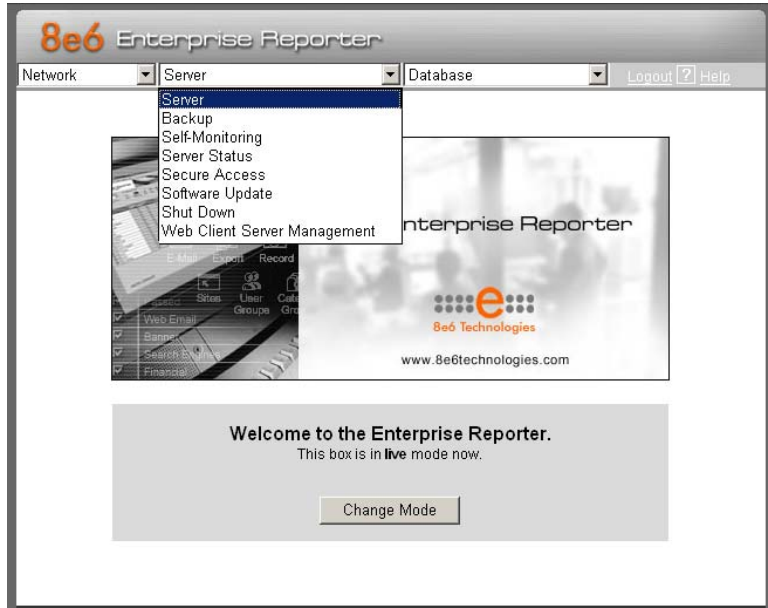 8e6 Enterprise Reporter
Network Server Database Logout ? Help
Server
Backup
Self-Monitoring
Server Status
Secure Access
Software Update
Shut Down
Web Client Server Management
nterprise Reporter
E-Mail Export Record
Sites User Groups
Web Email
Banner
Search Engines
Financial
e
8e6 Technologies
www.8e6technologies.com
Welcome to the Enterprise Reporter.
This box is in live mode now.
Change Mode